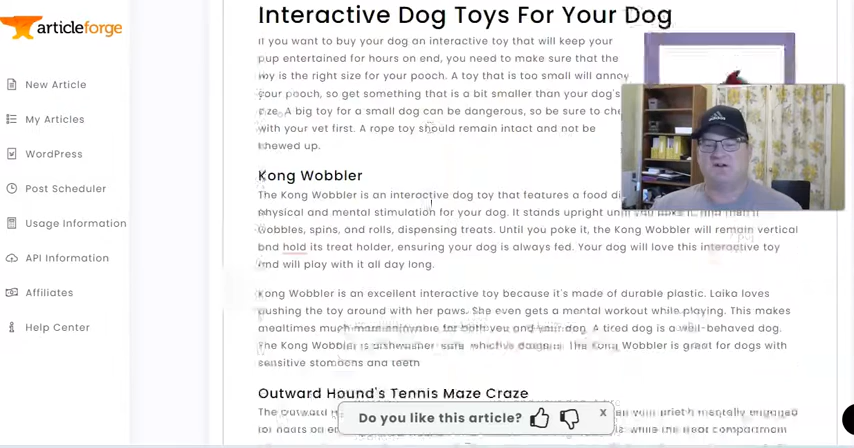 articleforge
New Article
My Articles
WordPress
Post Scheduler
Usage Information
API Information
Affiliates
Help Center
Interactive Dog Toys For Your Dog
If you want to buy your dog an interactive toy that will keep your
pup entertained for hours on end, you need to make sure that the
toy is the right size for your pooch. A toy that is too small will annoy
your pooch, so get something that is a bit smaller than your dog's
size. A big toy for a small dog can be dangerous, so be sure to
with your vet first. A rope toy should remain intact and not be
chewed up.
Kong Wobbler
The Kong Wobbler is an interactive dog toy that features a food
physical and mental stimulation for your dog. It stands upright
wobbles, spins, and rolls, dispensing treats. Until you poke it, the Kong Wobbler will remain vertical
and hold its treat holder, ensuring your dog is always fed. Your dog will love this interactive toy
and will play with it all day long.
Kong Wobbler is an excellent interactive toy because it's made of durable plastic. Laika loves
pushing the toy around with her paws. She even gets a mental workout while playing. This makes
mealtimes much more for both you and your dog. A tired dog is a well-behaved dog.
The Kong Wobbler is dishwasher safe The Kong Wobbler is great for dogs with
sensitive stomachs and teeth
Outward Hound's Tennis Maze Craze
The Outward
Do you like this article?
X